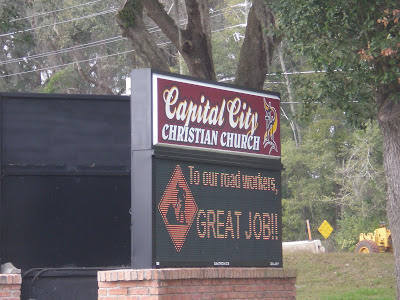 Capital City
CHRISTIAN CHURCH
To our road workers,
GREAT JOB!!